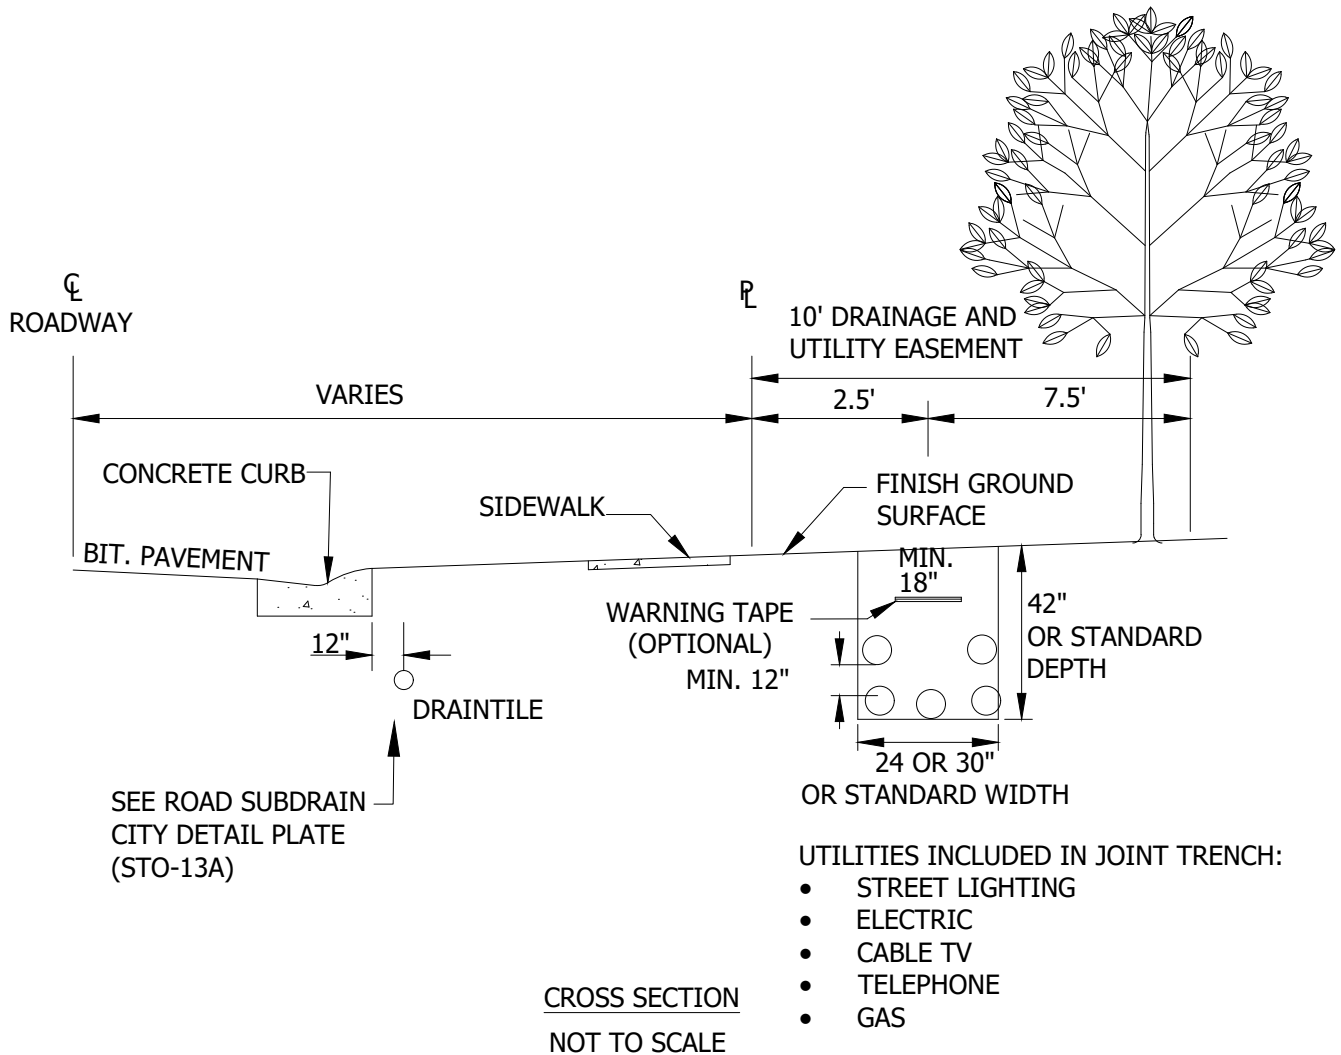 ℄
ROADWAY
VARIES
CONCRETE CURB
BIT. PAVEMENT
SIDEWALK
PL
10' DRAINAGE AND
UTILITY EASEMENT
2.5'
7.5'
FINISH GROUND
SURFACE
MIN.
18"
WARNING TAPE
(OPTIONAL)
MIN. 12"
42"
OR STANDARD
DEPTH
12"
DRAINTILE
24 OR 30"
OR STANDARD WIDTH
SEE ROAD SUBDRAIN
CITY DETAIL PLATE
(STO-13A)
UTILITIES INCLUDED IN JOINT TRENCH:
• STREET LIGHTING
• ELECTRIC
• CABLE TV
• TELEPHONE
• GAS
CROSS SECTION
NOT TO SCALE